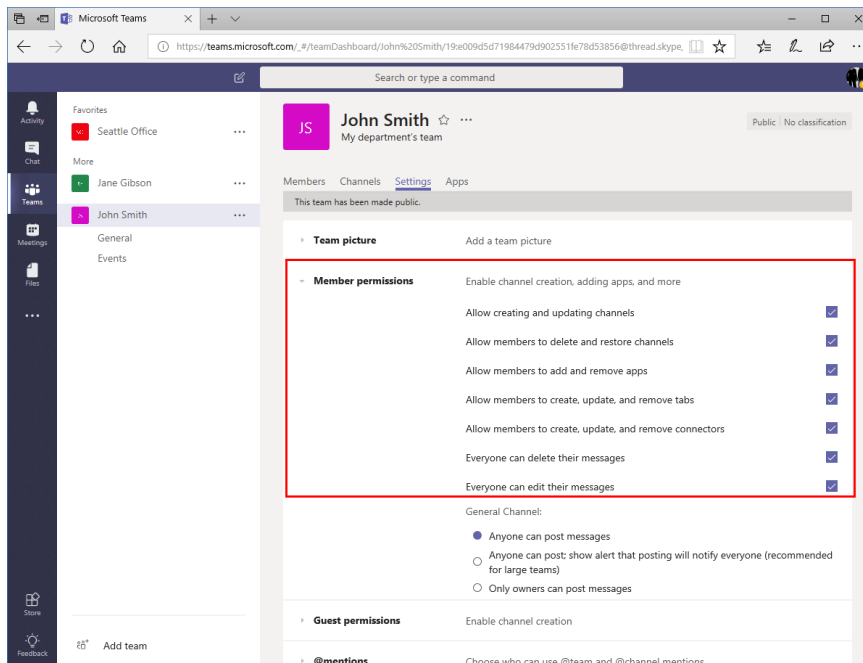 Microsoft Teams
https://teams.microsoft.com/_#/teamDashboard/John%20Smith/19:e009d5d71984479d902551fe78d53856@thread.skype,
Search or type a command
Activity
Chat
Teams
Meetings
Files
Store
Feedback
Favorites
Seattle Office
More
Jane Gibson
John Smith
General
Events
Add team
JS
John Smith
My department's team
Public
No classification
Members Channels Settings Apps
This team has been made public.
Team picture Add a team picture
Member permissions Enable channel creation, adding apps, and more
Allow creating and updating channels
Allow members to delete and restore channels
Allow members to add and remove apps
Allow members to create, update, and remove tabs
Allow members to create, update, and remove connectors
Everyone can delete their messages
Everyone can edit their messages
General Channel:
Anyone can post messages
Anyone can post; show alert that posting will notify everyone (recommended
for large teams)
Only owners can post messages
Guest permissions Enable channel creation
@mentions Choose who can use @team and @channel mentions